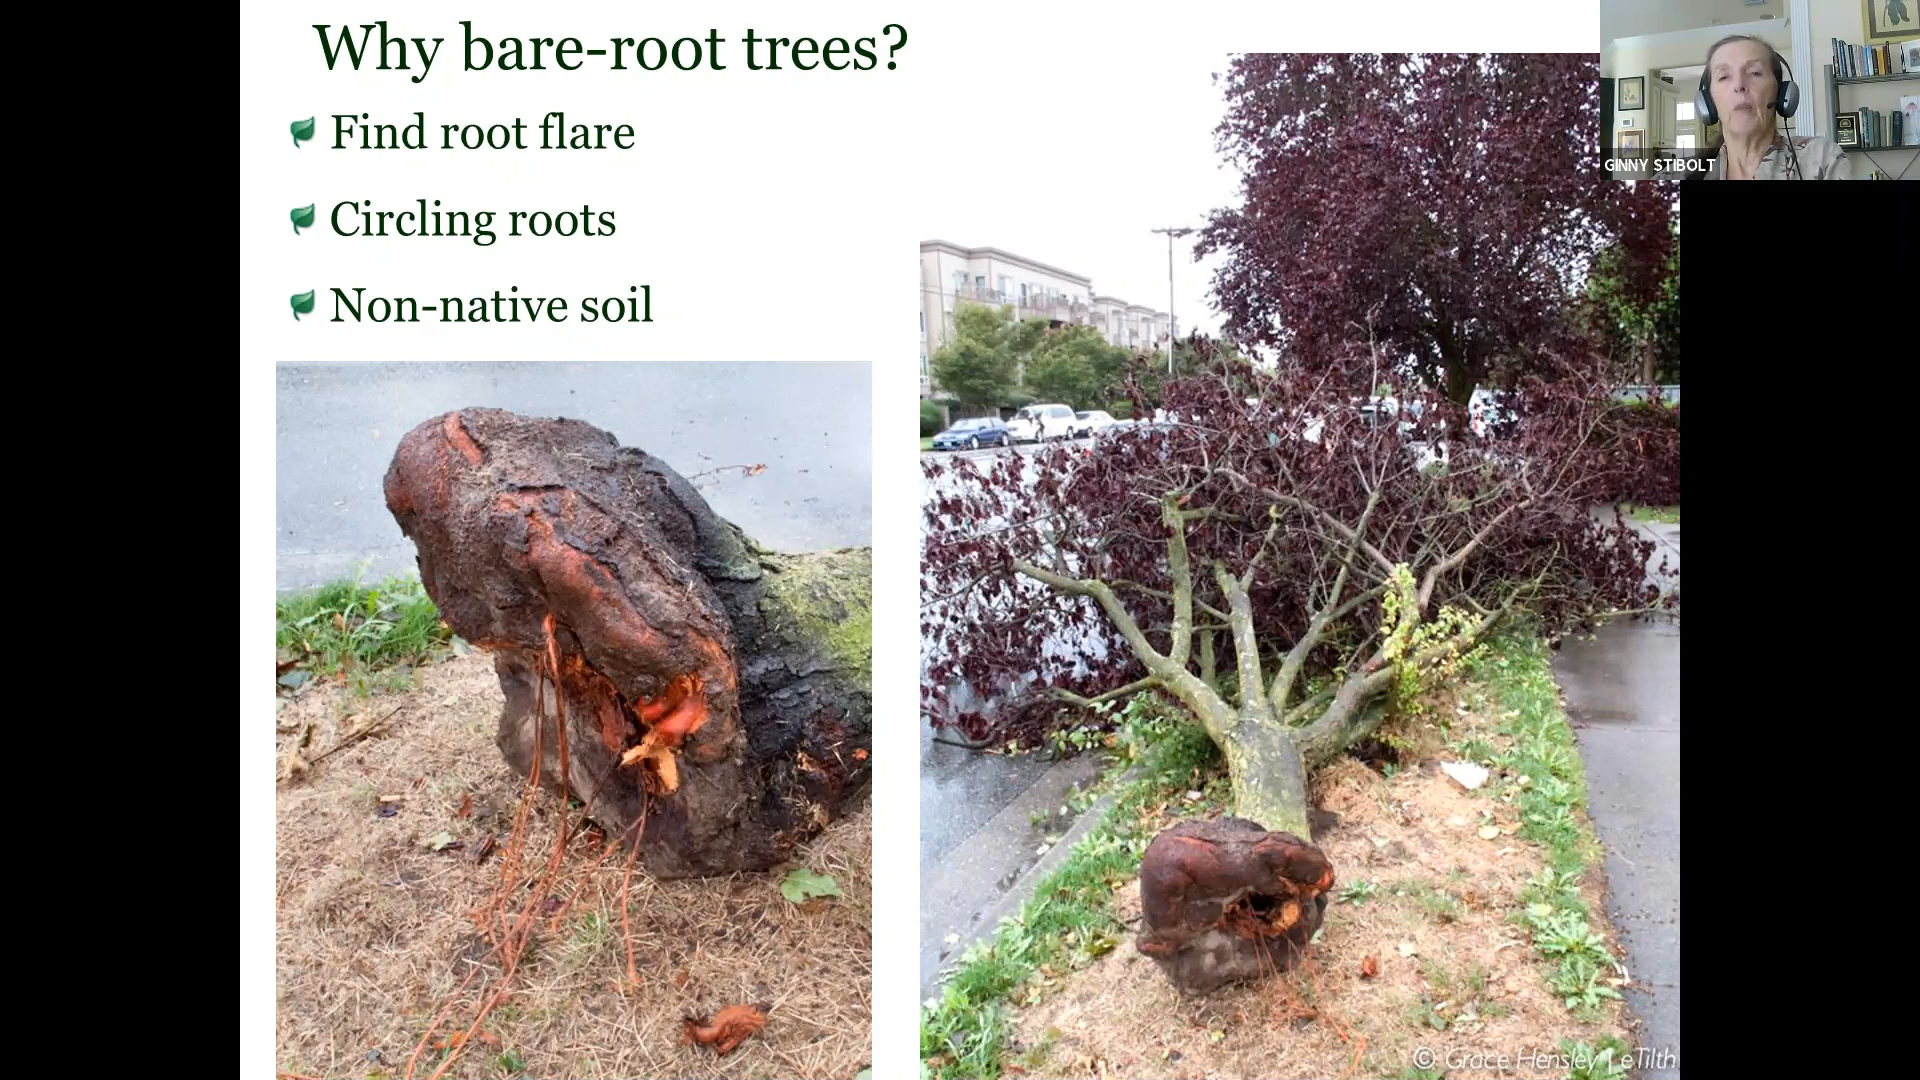 Why bare-root trees?
Find root flare
Circling roots
Non-native soil
GINNY STIBOLT
© Grace Hensley | eTilth